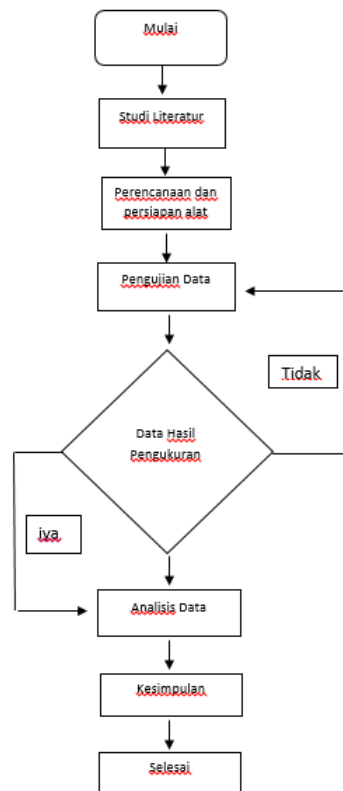 Mulai
Studi Literatur
Perencanaan dan
persiapan alat
Pengujian Data
Tidak
Data Hasil
Pengukuran
iya
Analisis Data
Kesimpulan
Selesai